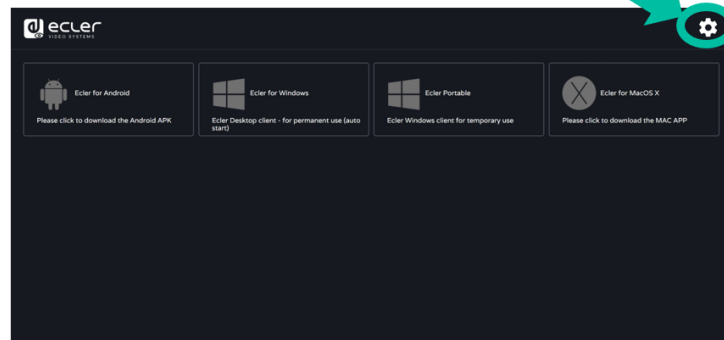 ecler
VIDEO SYSTEMS
Ecler for Android
Please click to download the Android APK
Ecler for Windows
Ecler Desktop client - for permanent use (auto
start)
Ecler Portable
Ecler Windows client for temporary use
Ecler for MacOS X
Please click to download the MAC APP